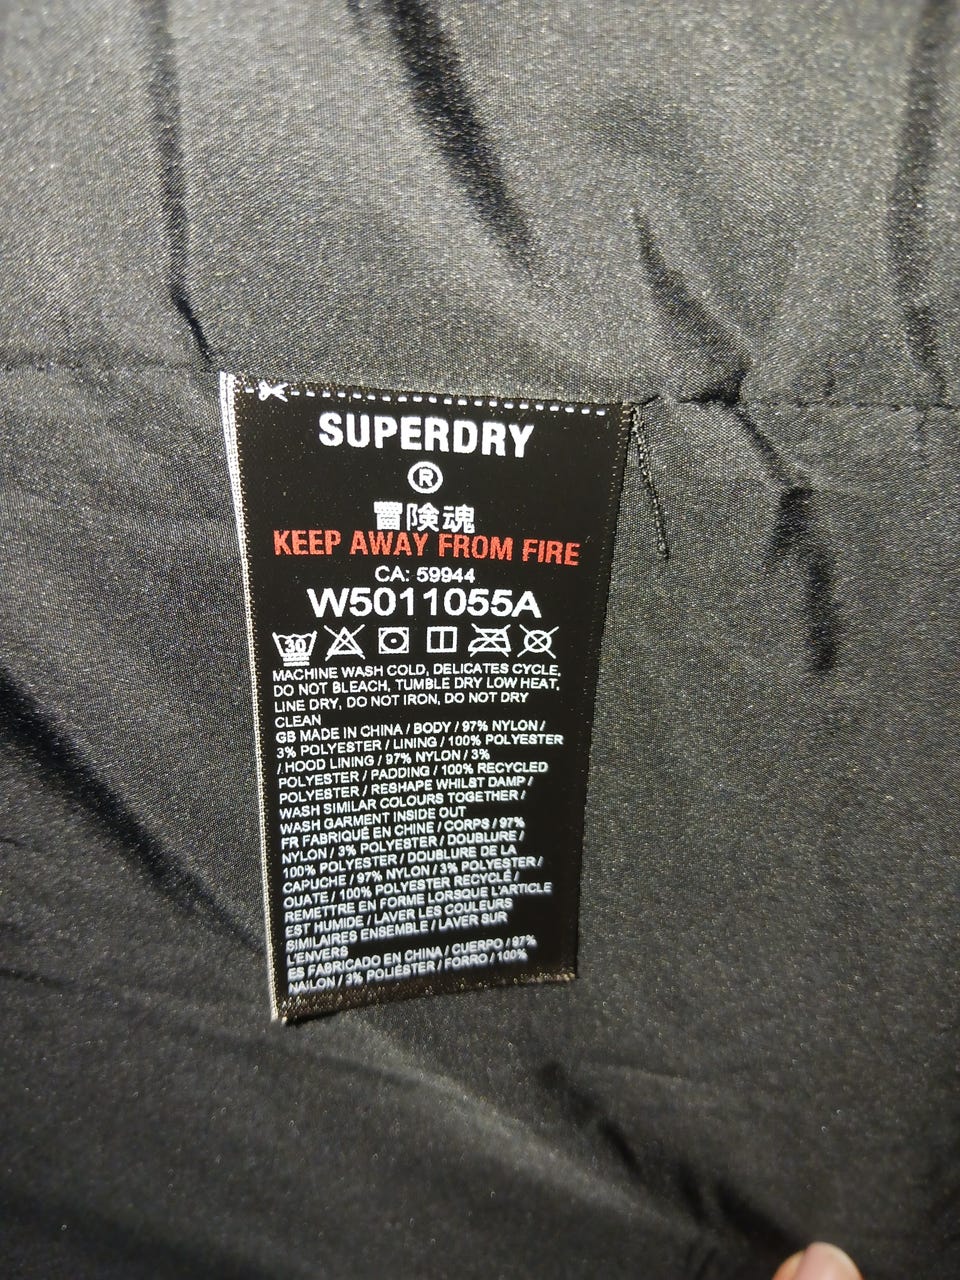 SUPERDRY
®
冒険魂
KEEP AWAY FROM FIRE
CA: 59944
W5011055A
30
MACHINE WASH COLD, DELICATES CYCLE,
DO NOT BLEACH, TUMBLE DRY LOW HEAT,
LINE DRY, DO NOT IRON, DO NOT DRY
CLEAN
GB MADE IN CHINA / BODY / 97% NYLON /
3% POLYESTER / LINING / 100% POLYESTER
/ HOOD LINING / 97% NYLON / 3%
POLYESTER / PADDING / 100% RECYCLED
POLYESTER / RESHAPE WHILST DAMP /
WASH SIMILAR COLOURS TOGETHER /
WASH GARMENT INSIDE OUT
FR FABRIQUÉ EN CHINE / CORPS / 97%
NYLON / 3% POLYESTER / DOUBLURE /
100% POLYESTER / DOUBLURE DE LA
CAPUCHE / 97% NYLON / 3% POLYESTER /
OUATE / 100% POLYESTER RECYCLÉ /
REMETTRE EN FORME LORSQUE L'ARTICLE
EST HUMIDE / LAVER LES COULEURS
SIMILAIRES ENSEMBLE / LAVER SUR
L'ENVERS
ES FABRICADO EN CHINA / CUERPO / 97%
NAILON / 3% POLIÉSTER / FORRO / 100%